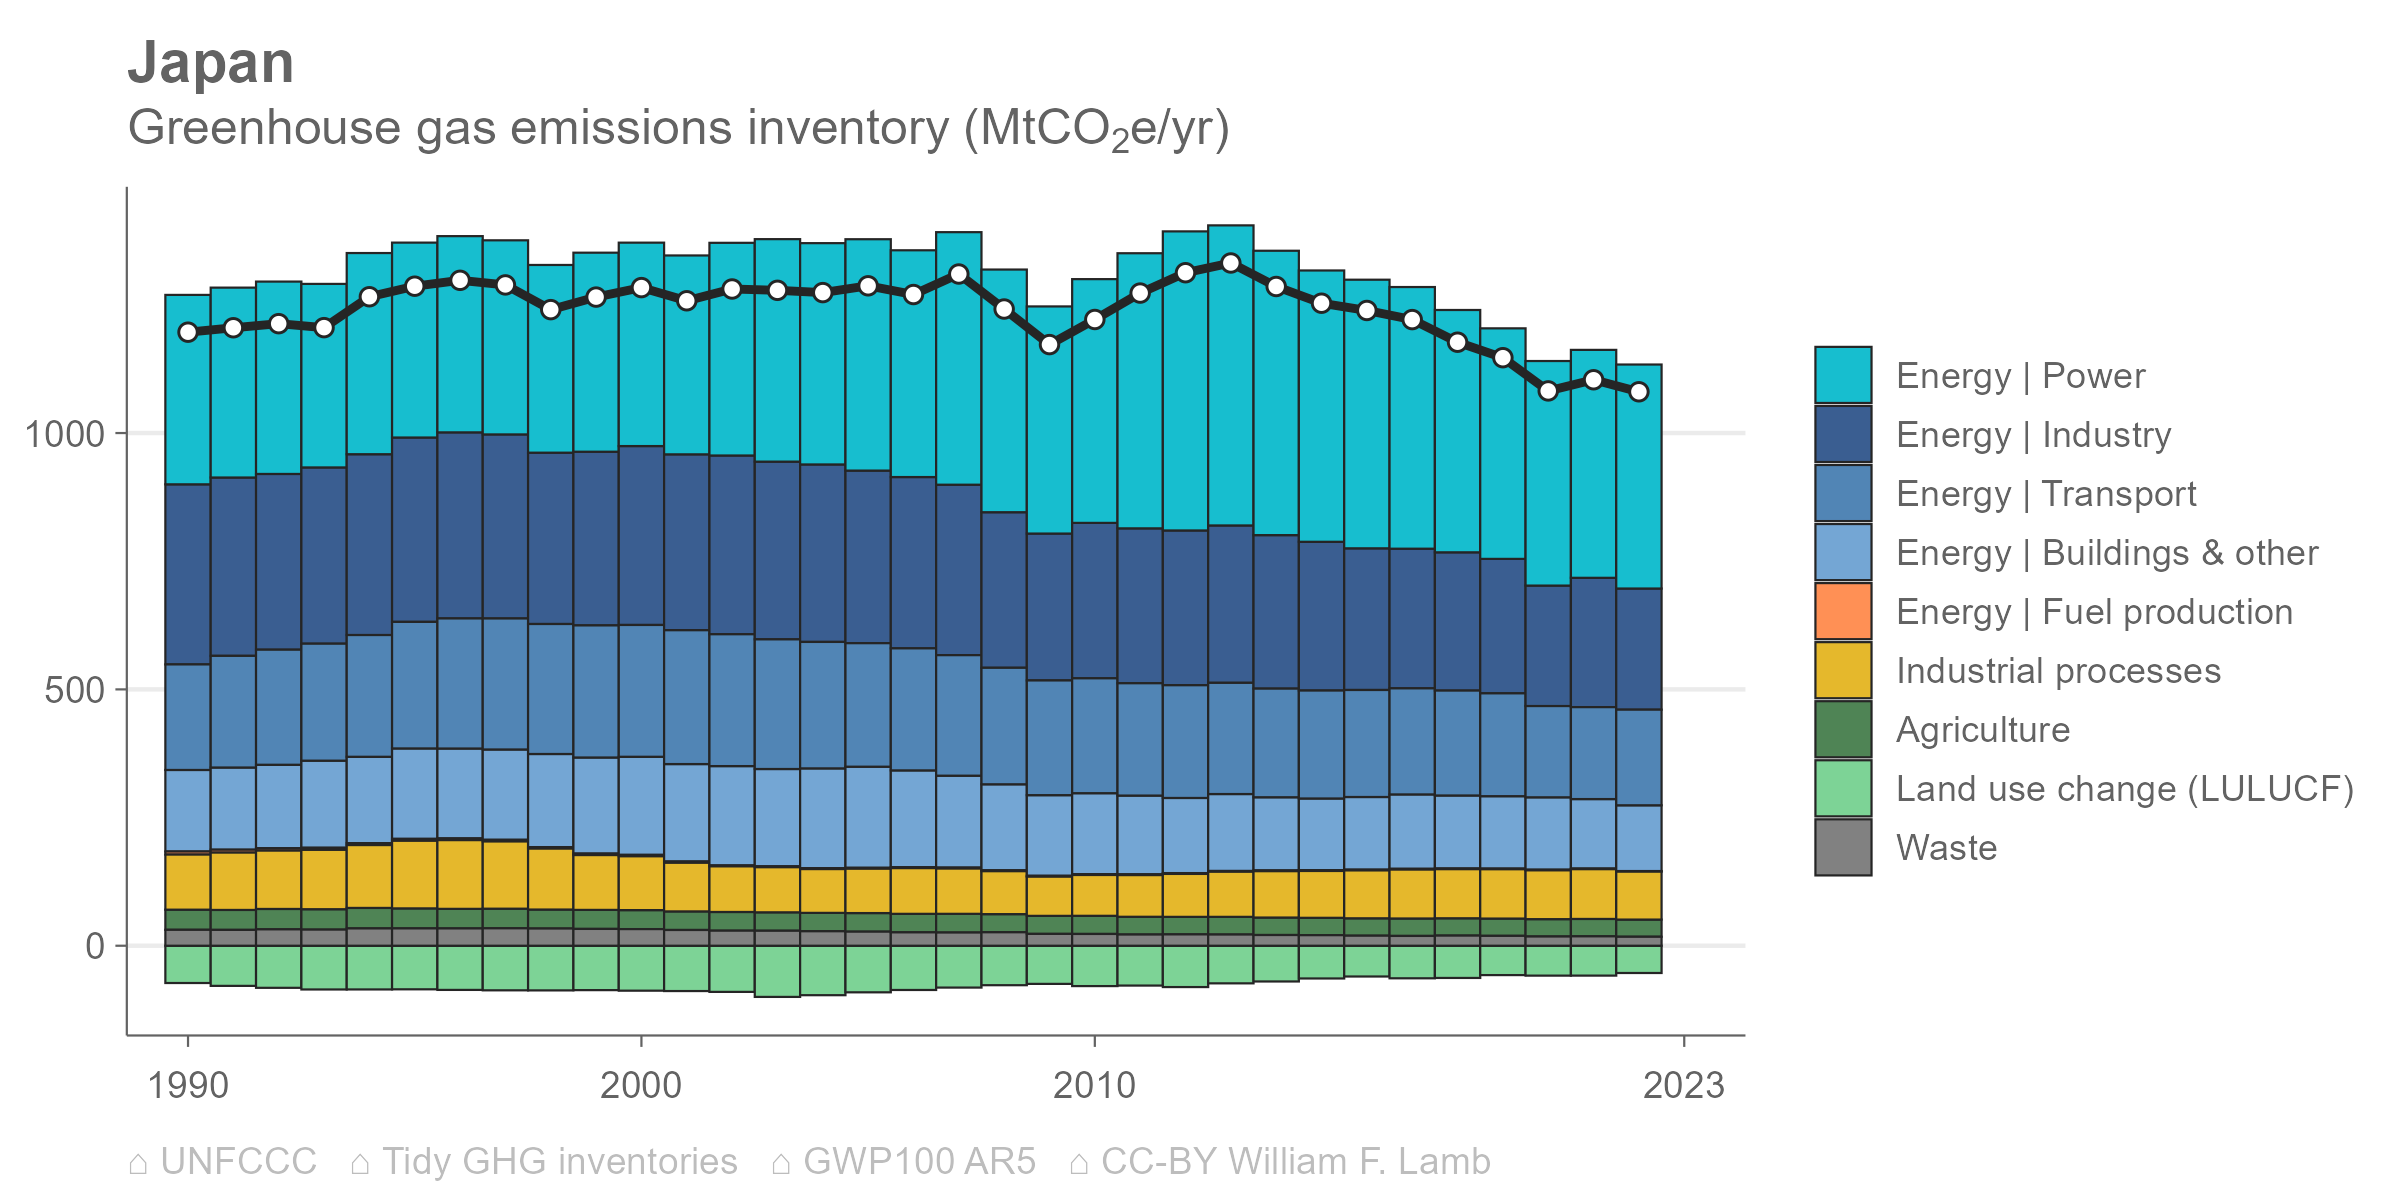 Japan
Greenhouse gas emissions inventory (MtCO₂e/yr)
1000
500
0
1990 2000 2010 2023
Energy | Power
Energy | Industry
Energy | Transport
Energy | Buildings & other
Energy | Fuel production
Industrial processes
Agriculture
Land use change (LULUCF)
Waste
⌂ UNFCCC ⌂ Tidy GHG inventories ⌂ GWP100 AR5 ⌂ CC-BY William F. Lamb